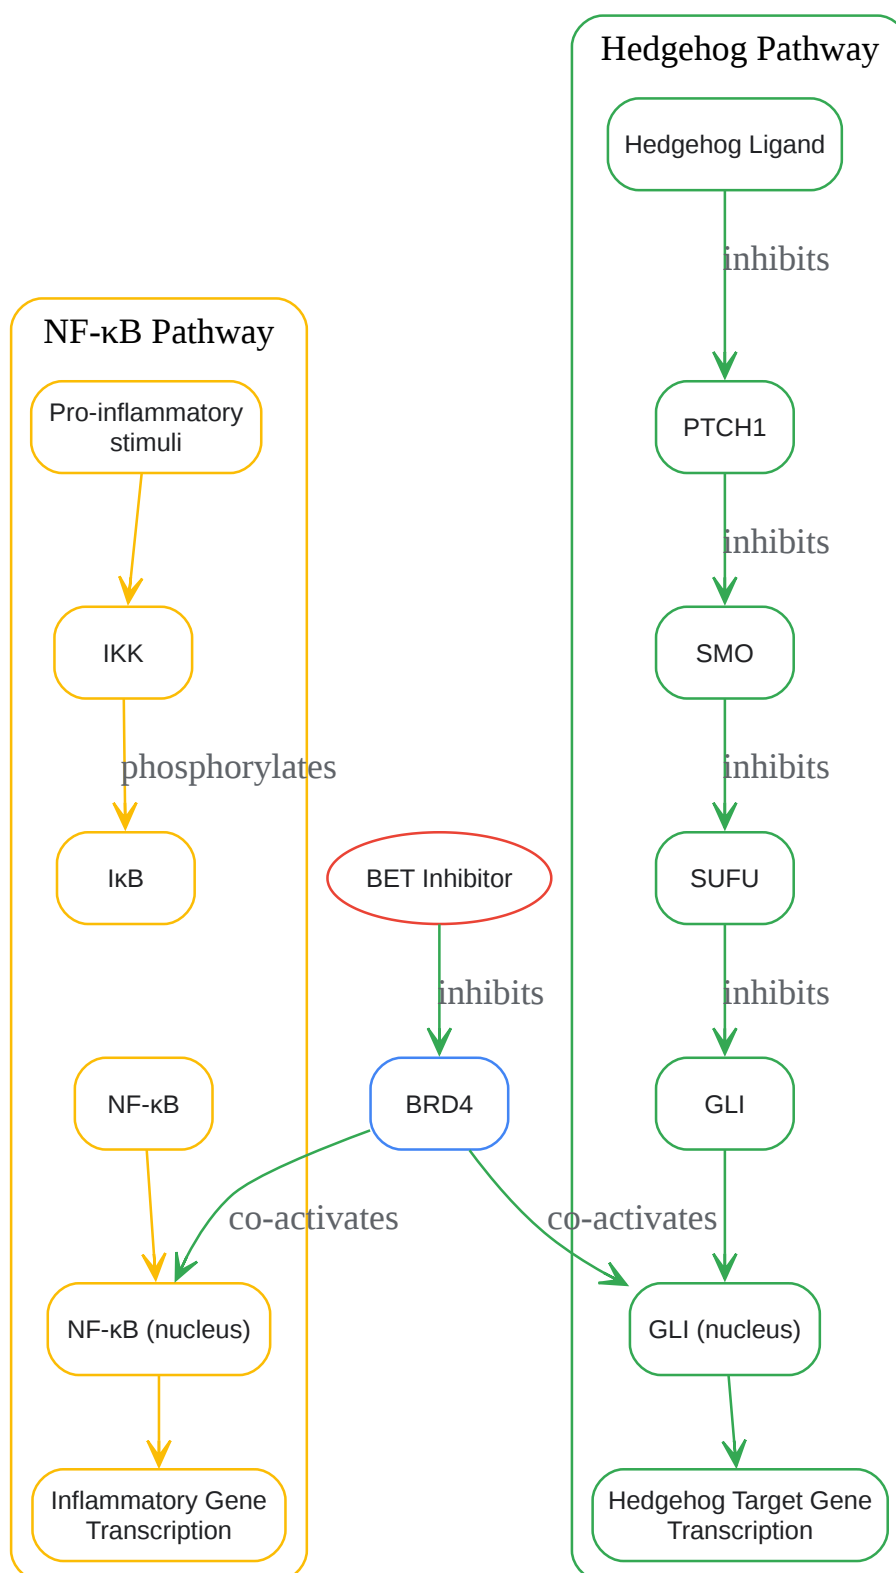 Hedgehog Pathway
Hedgehog Ligand
inhibits
NF-κB Pathway
Pro-inflammatory
stimuli
PTCH1
inhibits
IKK
SMO
phosphorylates
inhibits
IκB
BET Inhibitor
SUFU
inhibits
inhibits
NF-κB
BRD4
GLI
co-activates
co-activates
NF-κB (nucleus)
GLI (nucleus)
Inflammatory Gene
Transcription
Hedgehog Target Gene
Transcription